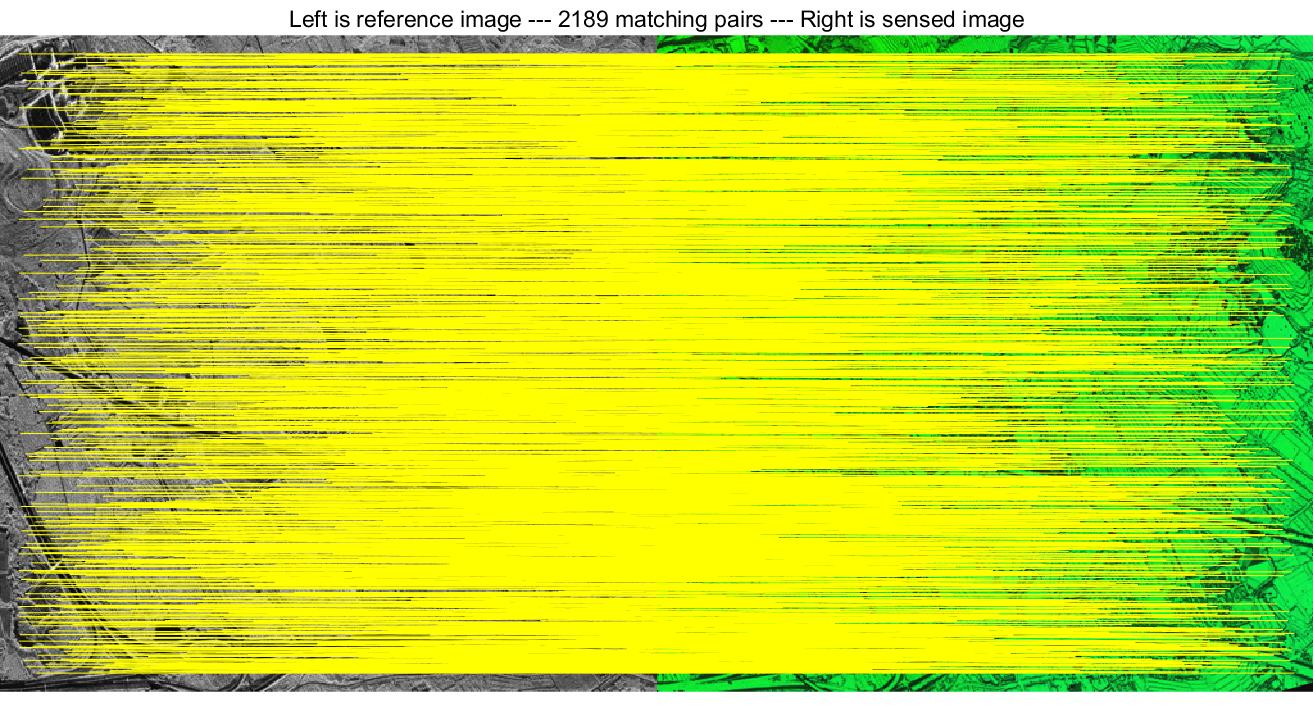 Left is reference image --- 2189 matching pairs --- Right is sensed image